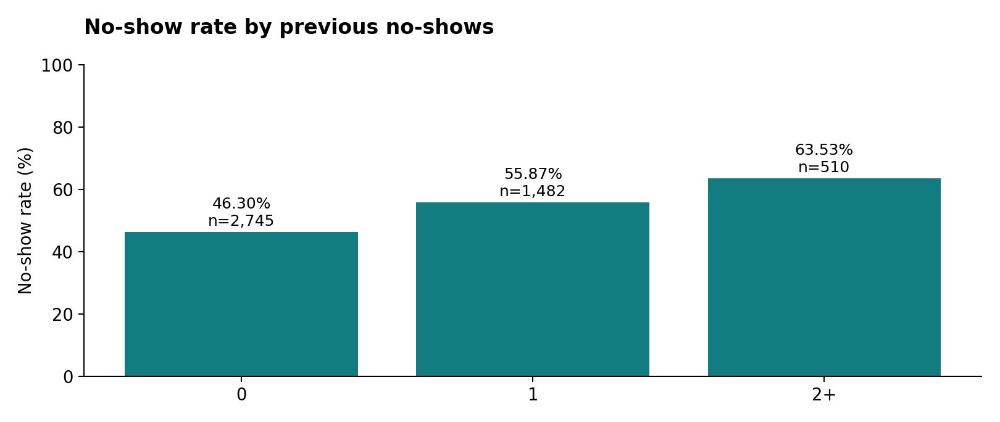 No-show rate by previous no-shows
No-show rate (%)
100
80
60
40
20
0
46.30%
n=2,745
55.87%
n=1,482
63.53%
n=510
0
1
2+